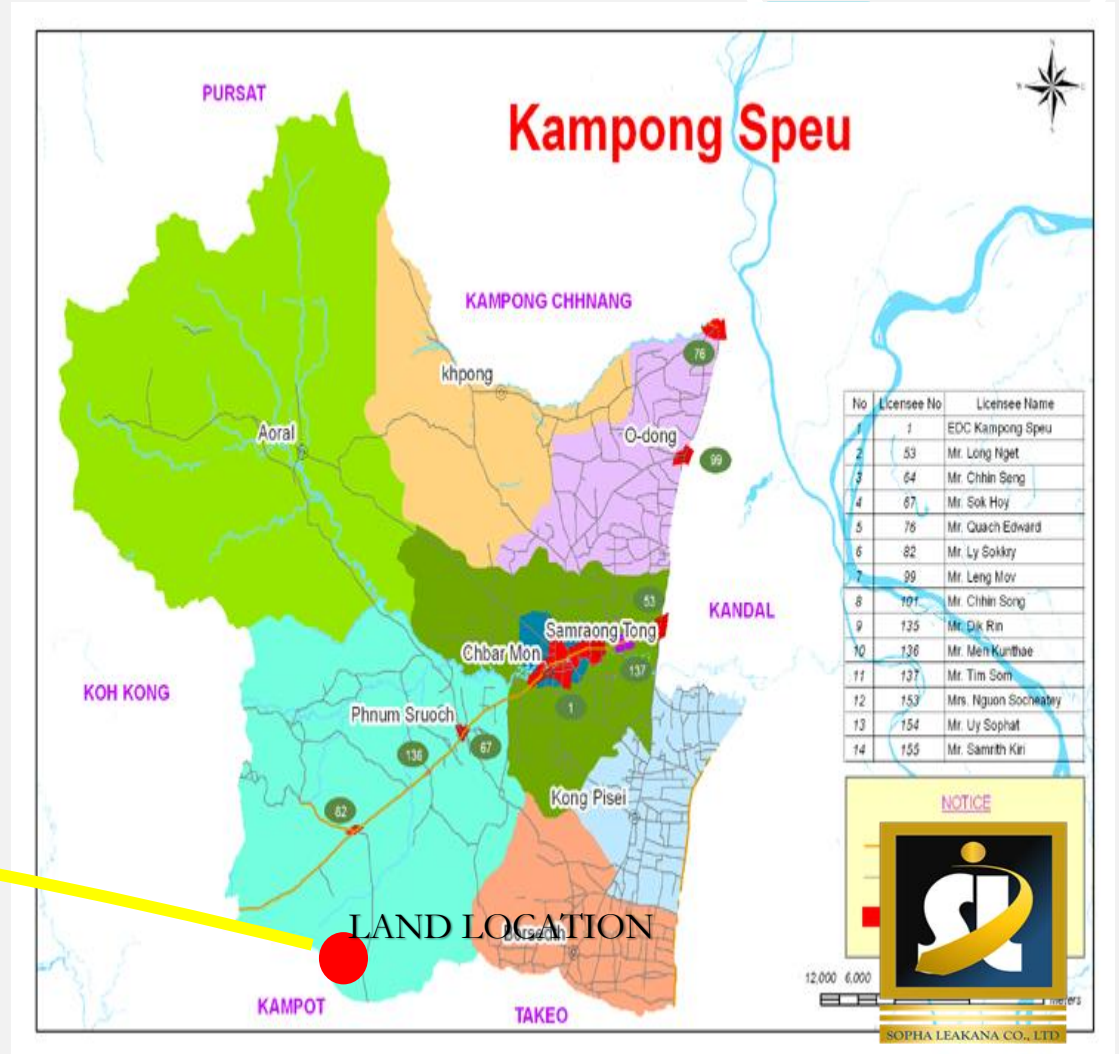 PURSAT
Kampong Speu
KAMPONG CHHNANG
76
khpong
Aoral
O-dong
99
No Licensee No Licensee Name
1 1 EDC Kampong Speu
2 53 Mr. Long Nget
3 64 Mr. Chhin Seng
4 67 Mr. Sok Hoy
5 76 Mr. Quach Edward
6 82 Mr. Ly Sokkry
7 99 Mr. Leng Mov
8 101 Mr. Chhin Song
9 135 Mr. Dik Rin
10 136 Mr. Men Kunthae
11 137 Mr. Tim Som
12 153 Mrs. Nguon Socheatey
13 154 Mr. Uy Sophat
14 155 Mr. Samrith Kiri
53
KANDAL
Samraong Tong
Chbar Mon
137
KOH KONG
1
Phnum Sruoch
136
67
82
Kong Pisei
NOTICE
LAND LOCATION
12,000 6,000
KAMPOT
TAKEO
SOPHA LEAKANA CO., LTD